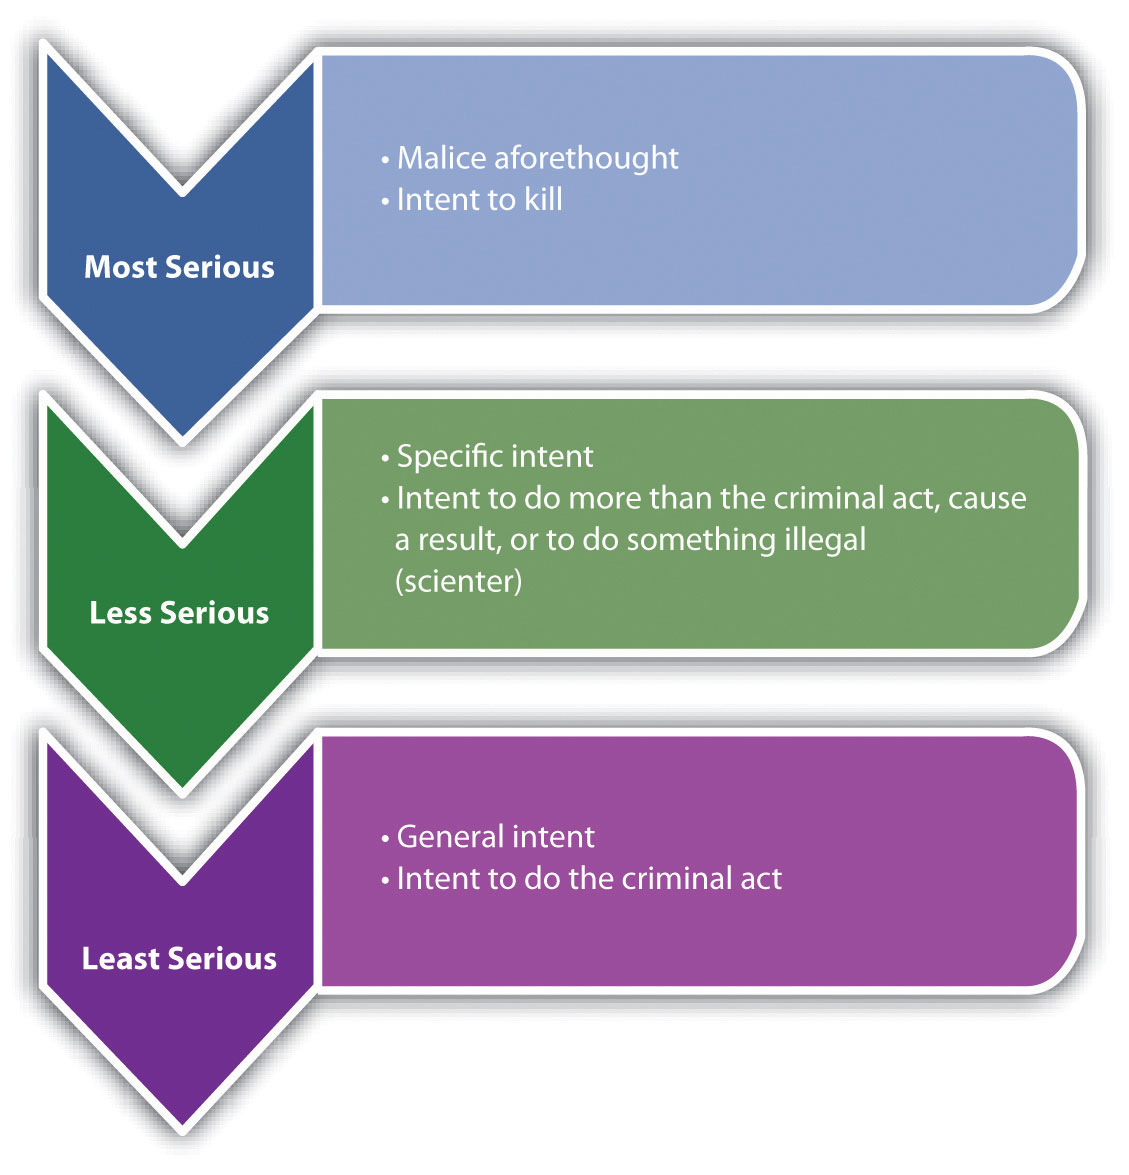 Most Serious
• Malice aforethought
• Intent to kill
Less Serious
• Specific intent
• Intent to do more than the criminal act, cause
a result, or to do something illegal
(scienter)
Least Serious
• General intent
• Intent to do the criminal act